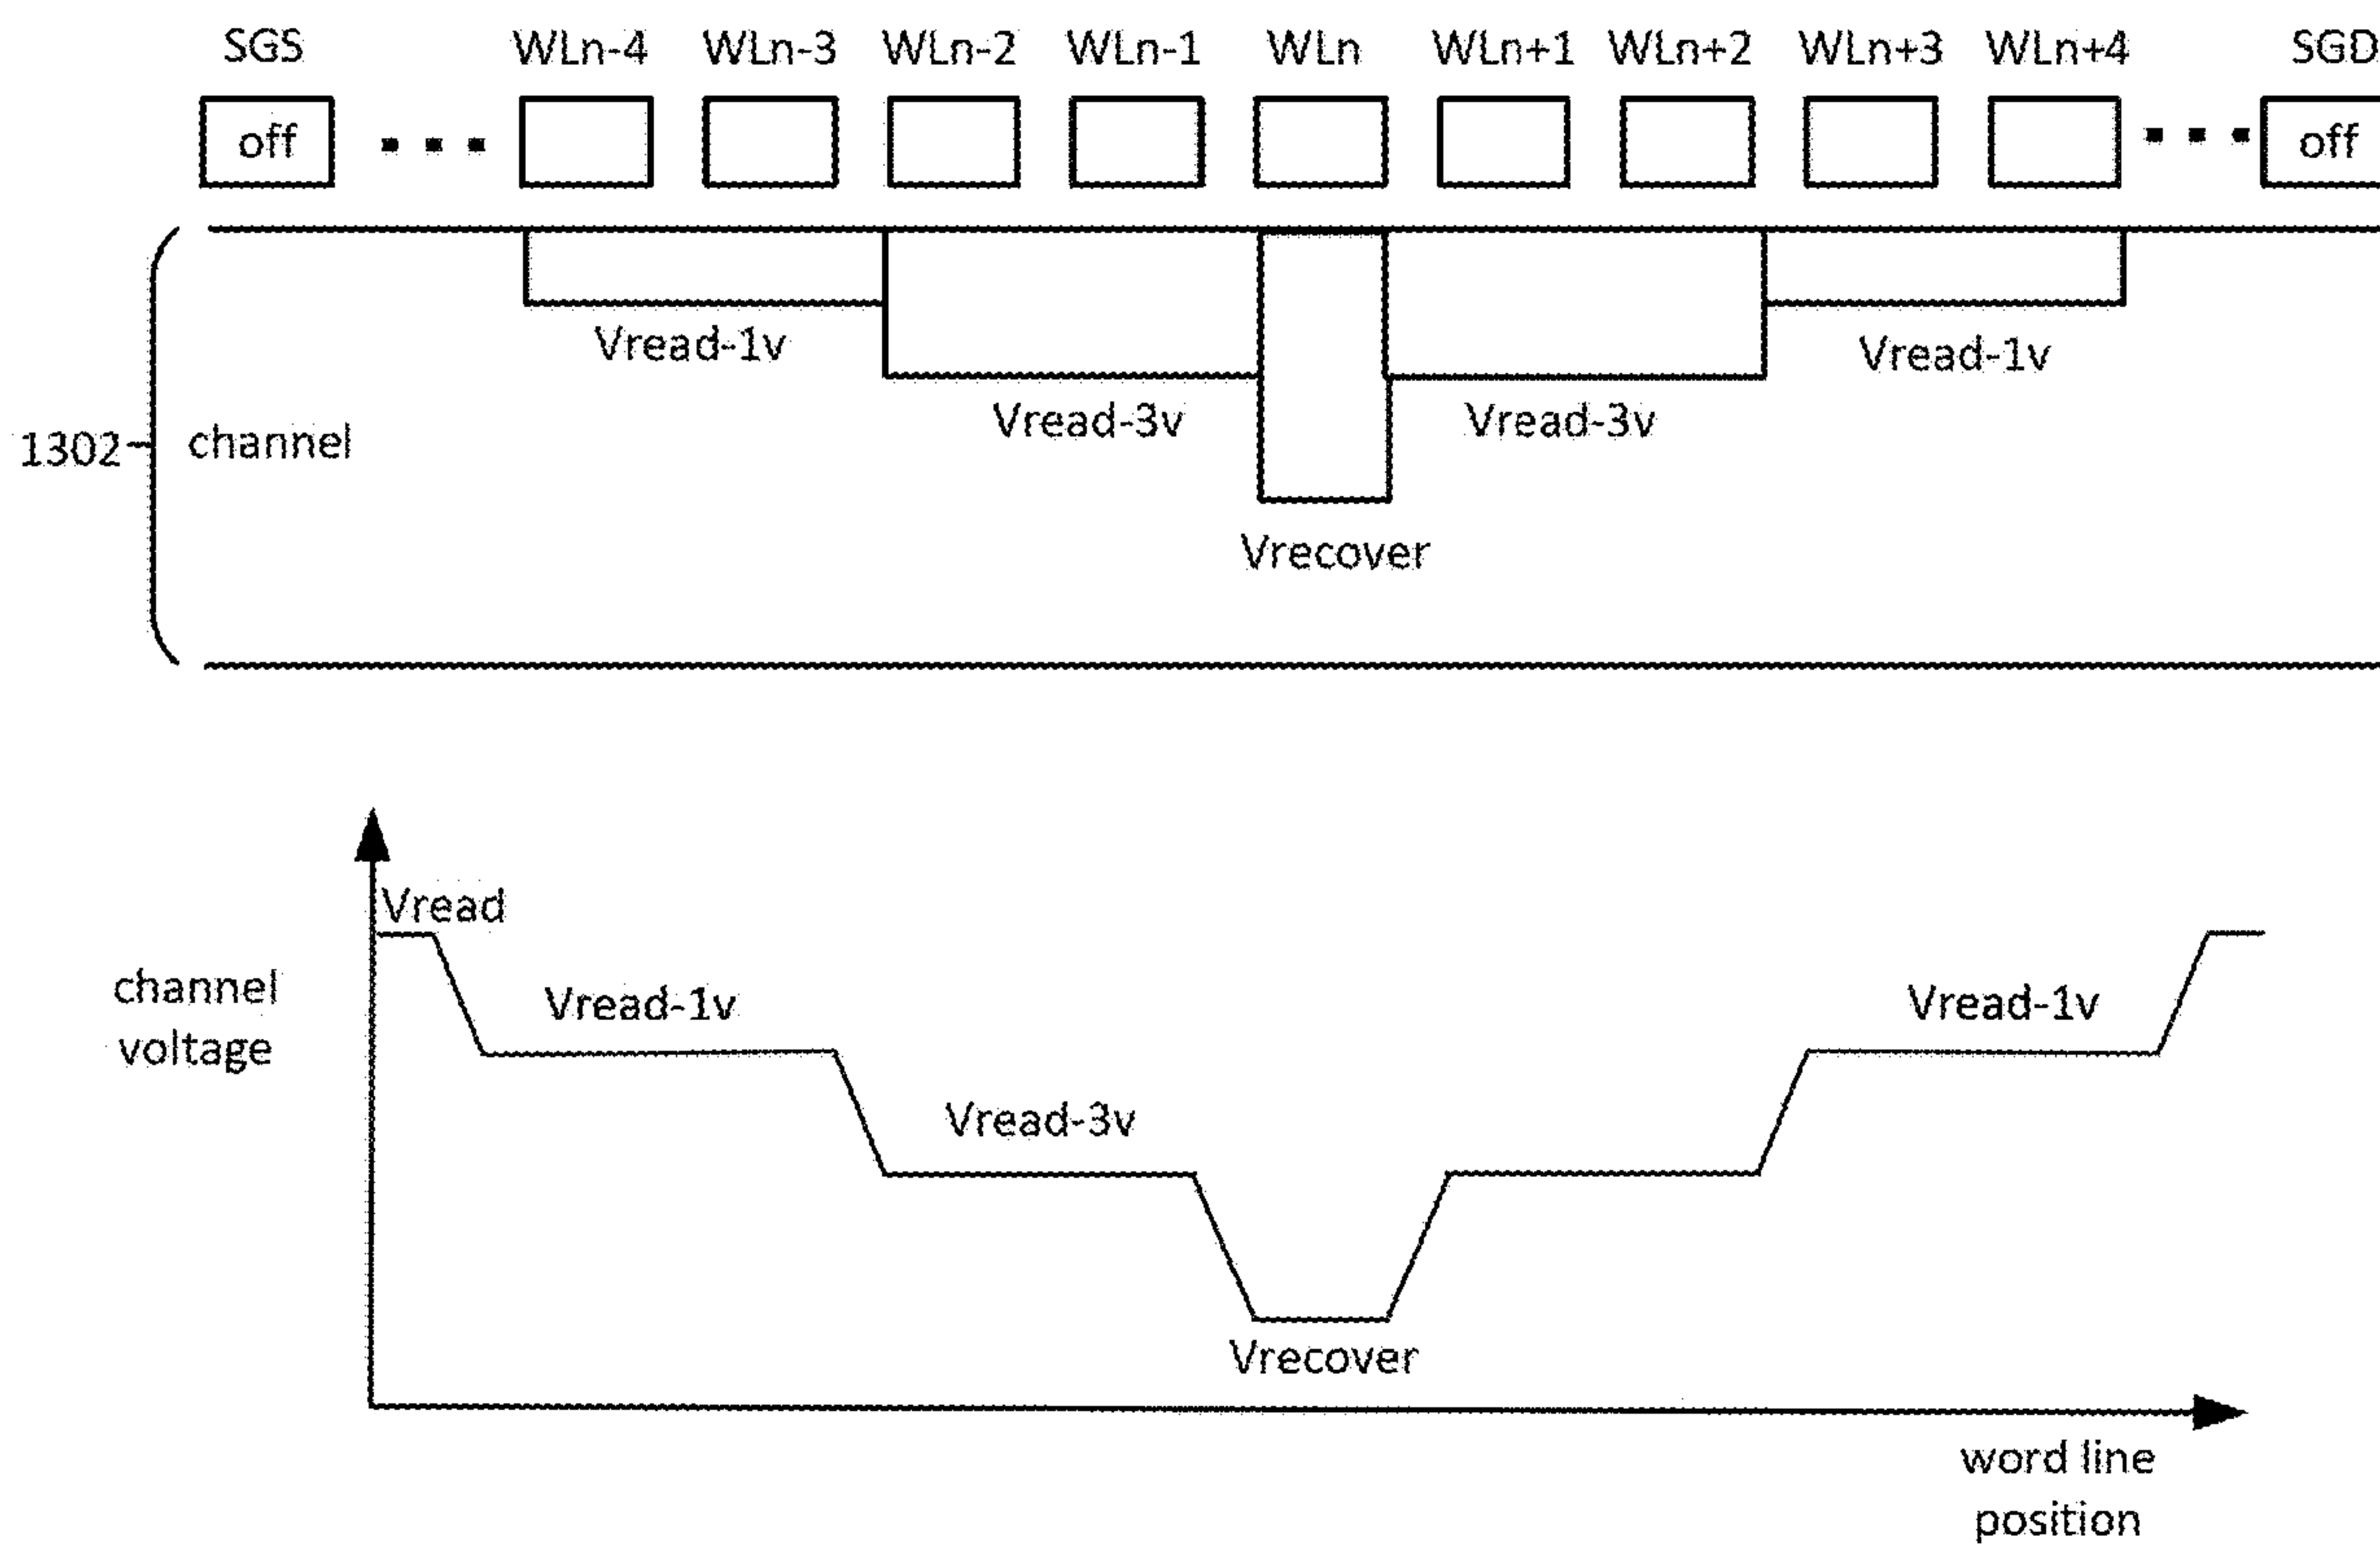 SGS WLn-4 WLn-3 WLn-2 WLn-1 WLn WLn+1 WLn+2 WLn+3 WLn+4 SGD
off off
Vread-1v Vread-1v
Vread-3v Vread-3v
1302 channel
Vrecover
Vread
channel
voltage
Vread-1v Vread-1v
Vread-3v
Vrecover
word line
position